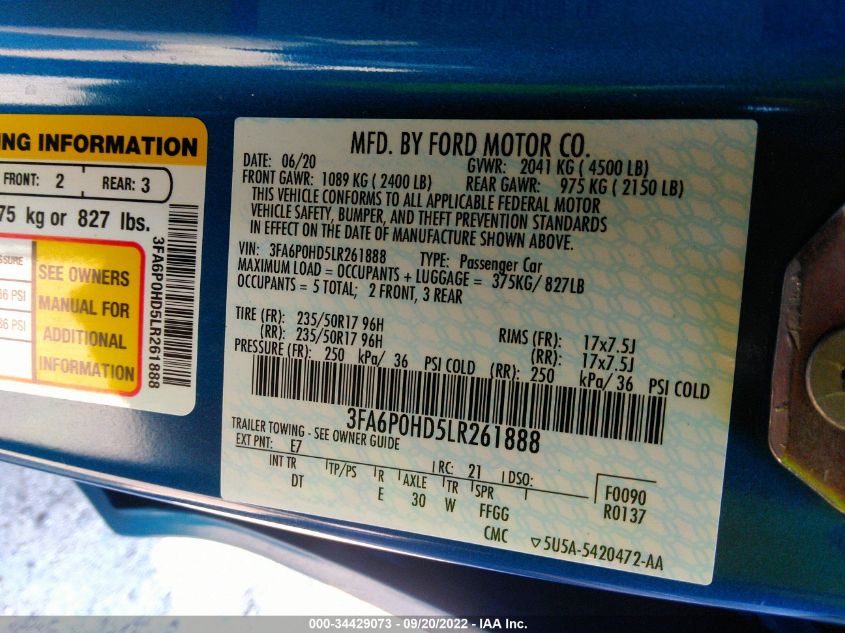 NG INFORMATION
FRONT: 2 REAR: 3
75 kg or 827 lbs.
SSURE
36 PSI
36 PSI
SEE OWNERS
MANUAL FOR
ADDITIONAL
INFORMATION
3FA6P0HD5LR261888
MFD. BY FORD MOTOR CO.
DATE: 06/20 GVWR: 2041 KG ( 4500 LB)
FRONT GAWR: 1089 KG ( 2400 LB) REAR GAWR: 975 KG ( 2150 LB)
THIS VEHICLE CONFORMS TO ALL APPLICABLE FEDERAL MOTOR
VEHICLE SAFETY, BUMPER, AND THEFT PREVENTION STANDARDS
IN EFFECT ON THE DATE OF MANUFACTURE SHOWN ABOVE.
VIN: 3FA6P0HD5LR261888 TYPE: Passenger Car
MAXIMUM LOAD = OCCUPANTS + LUGGAGE = 375KG/ 827LB
OCCUPANTS = 5 TOTAL; 2 FRONT, 3 REAR
TIRE (FR): 235/50R17 96H RIMS (FR): 17x7.5J
(RR): 235/50R17 96H (RR): 17x7.5J
PRESSURE (FR): 250 kPa/ 36 PSI COLD (RR): 250 kPa/ 36 PSI COLD
3FA6P0HD5LR261888
TRAILER TOWING - SEE OWNER GUIDE
EXT PNT: E7 RC: 21 DSO:
INT TR TP/PS R AXLE TR SPR F0090
DT E 30 W FFGG R0137
CMC ▽5U5A-5420472-AA
000-34429073 - 09/20/2022 - IAA Inc.